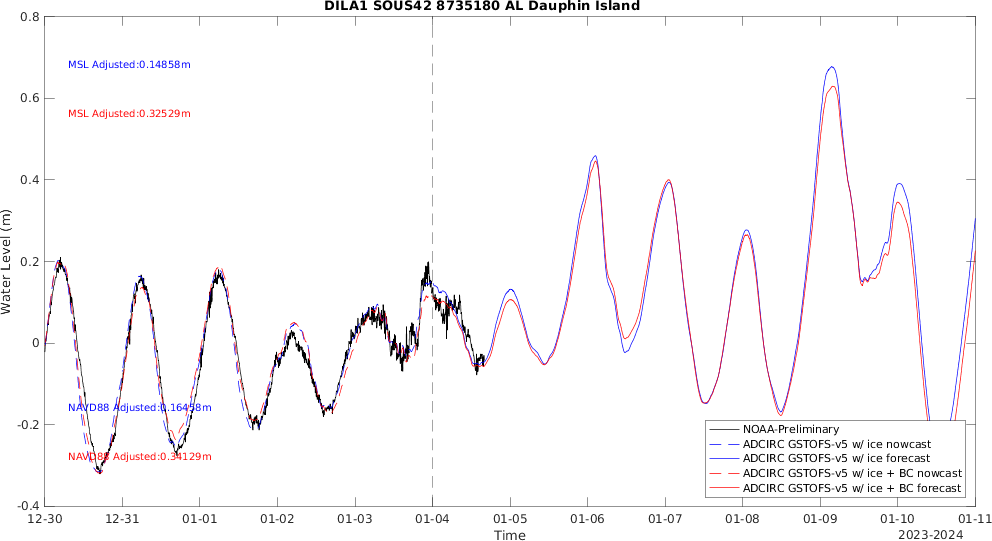 DILA1 SOUS42 8735180 AL Dauphin Island
0.8
MSL Adjusted:0.14858m
0.6
MSL Adjusted:0.32529m
0.4
Water Level (m)
0.2
0
NAVD88 Adjusted:0.16458m
-0.2
NAVD88 Adjusted:0.34129m
-0.4
NOAA-Preliminary
ADCIRC GSTOFS-v5 w/ ice nowcast
ADCIRC GSTOFS-v5 w/ ice forecast
ADCIRC GSTOFS-v5 w/ ice + BC nowcast
ADCIRC GSTOFS-v5 w/ ice + BC forecast
12-30 12-31 01-01 01-02 01-03 01-04 01-05 01-06 01-07 01-08 01-09 01-10 01-11
Time
2023-2024